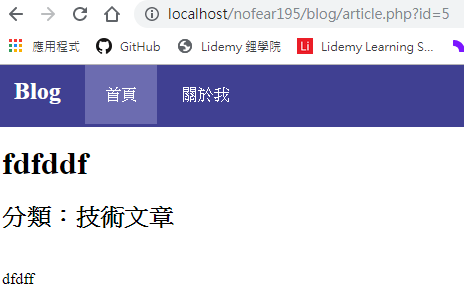 localhost/nofear195/blog/article.php?id=5
應用程式 GitHub Lidemy 鋰學院 Li Lidemy Learning S...
Blog 首頁 關於我
fdfddf
分類：技術文章
dfdff